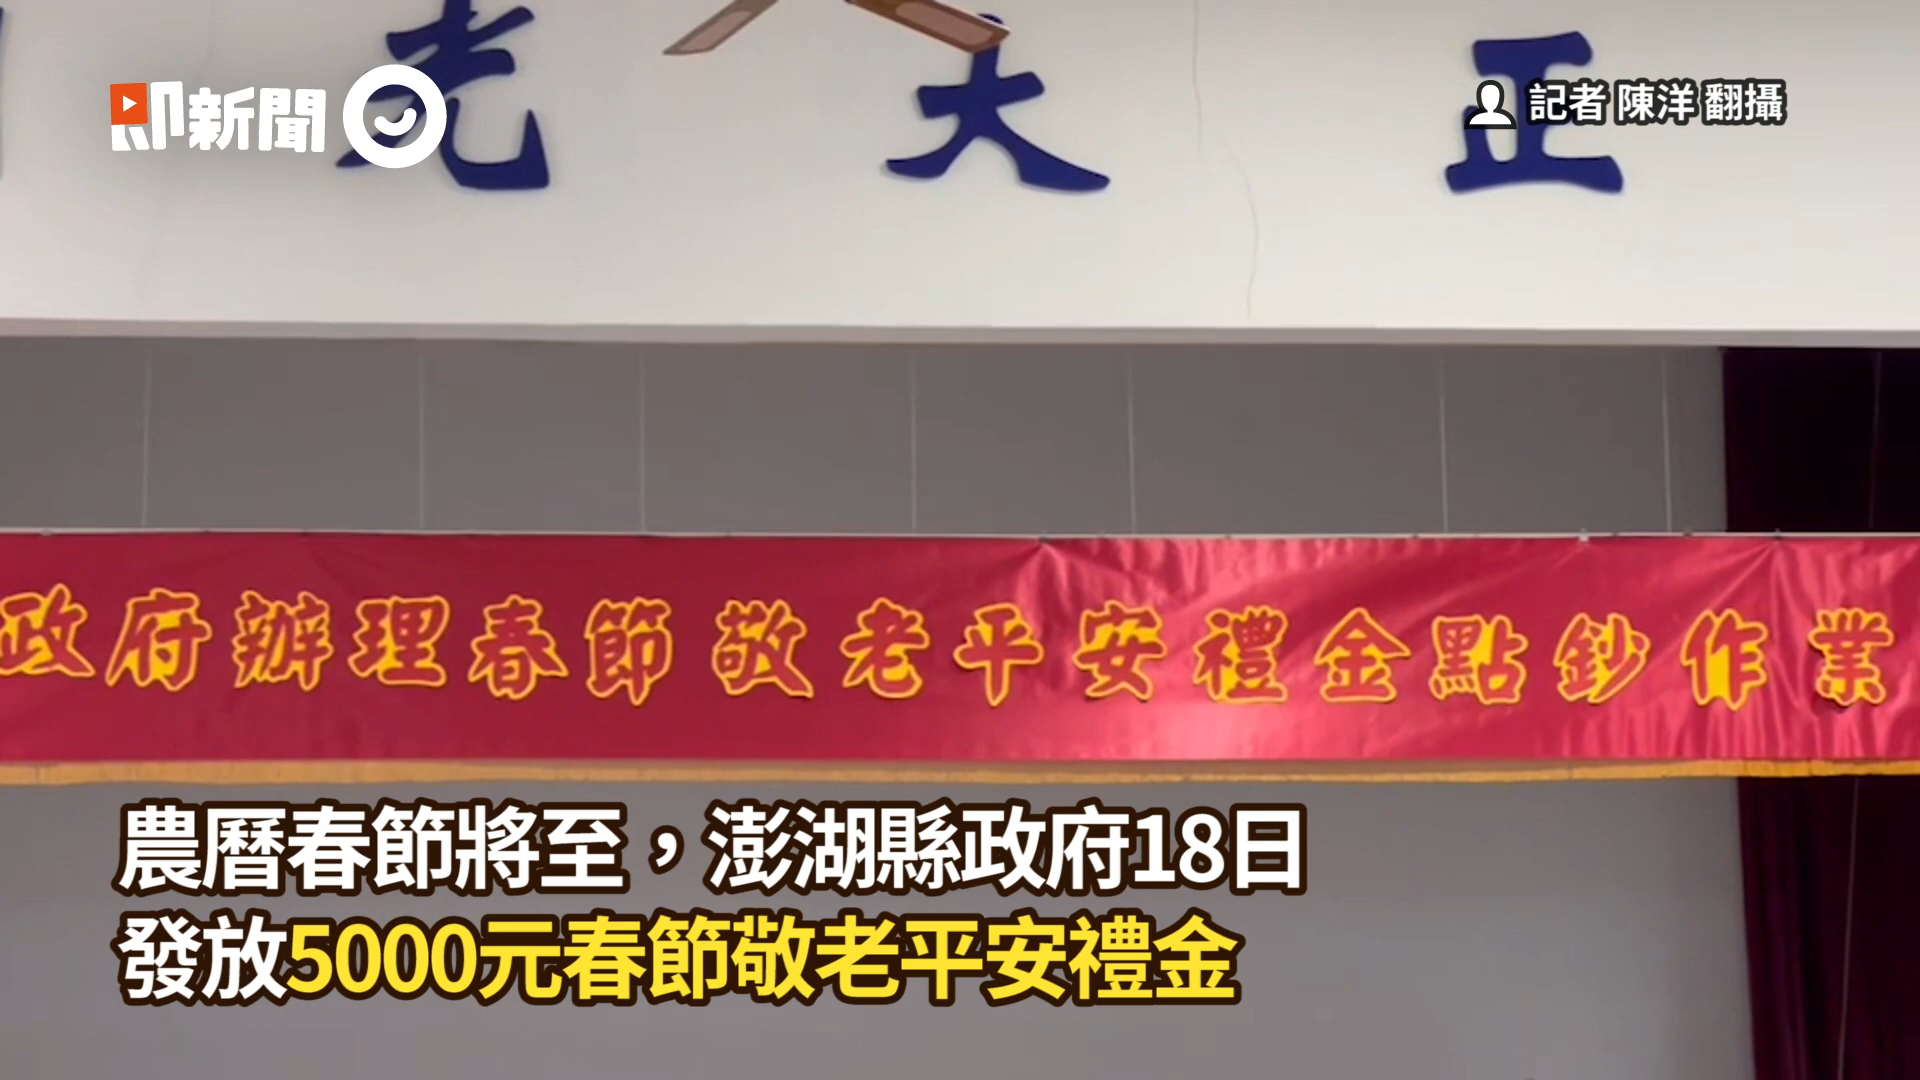 正大光
即新聞
記者 陳洋 翻攝
政府辦理春節敬老平安禮金點鈔作業
農曆春節將至，澎湖縣政府18日
發放5000元春節敬老平安禮金